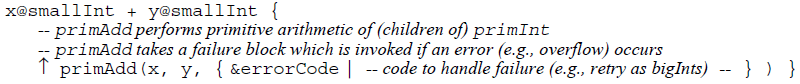 x@smallInt + y@smallInt {
-- primAdd performs primitive arithmetic of (children of) primInt
-- primAdd takes a failure block which is invoked if an error (e.g., overflow) occurs
↑ primAdd(x, y, { &errorCode | -- code to handle failure (e.g., retry as bigInts) -- } ) }